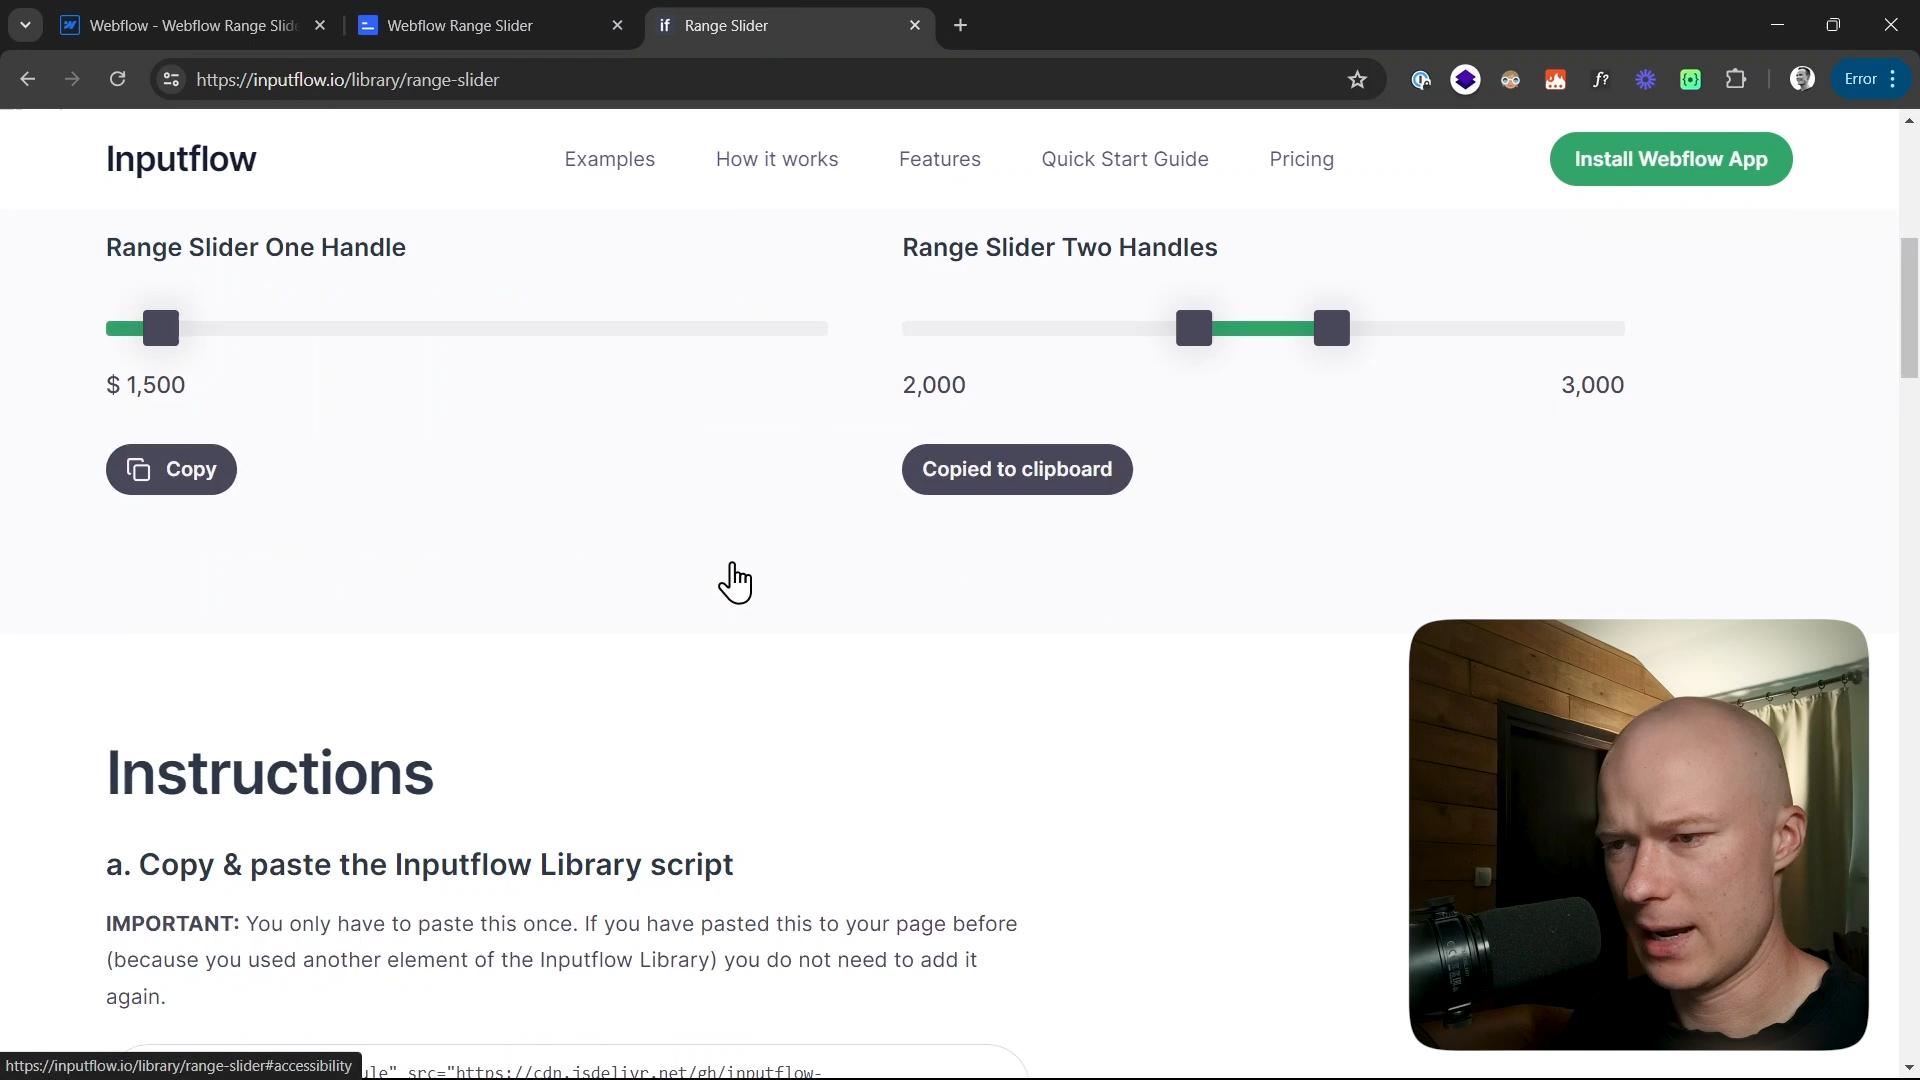 Webflow - Webflow Range Slide
Webflow Range Slider
if Range Slider
https://inputflow.io/library/range-slider
f?
Error
Inputflow
Examples
How it works
Features
Quick Start Guide
Pricing
Install Webflow App
Range Slider One Handle
Range Slider Two Handles
$ 1,500
2,000
3,000
Copy
Copied to clipboard
Instructions
a. Copy & paste the Inputflow Library script
IMPORTANT: You only have to paste this once. If you have pasted this to your page before
(because you used another element of the Inputflow Library) you do not need to add it
again.
https://inputflow.io/library/range-slider#accessibility
ule" src="https://cdn.jsdelivr.net/gh/inputflow-